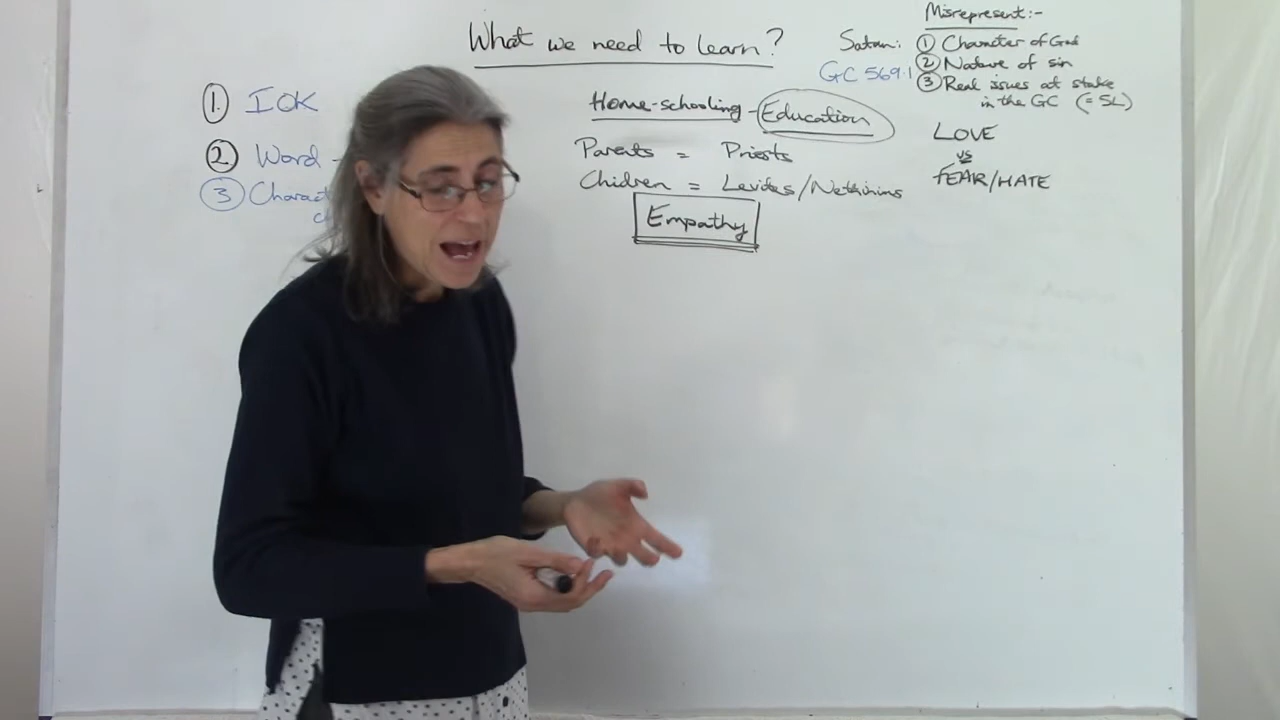 What we need to learn?
① IOK
② Word -
③ Charact
c
Home-schooling - Education
Parents = Priests
Children = Levites/Nethinims
Empathy
Misrepresent:-
Satan: ① Character of God
GC 569.1 ② Nature of sin
③ Real issues at stake
in the GC (= SL)
LOVE
vs
FEAR/HATE